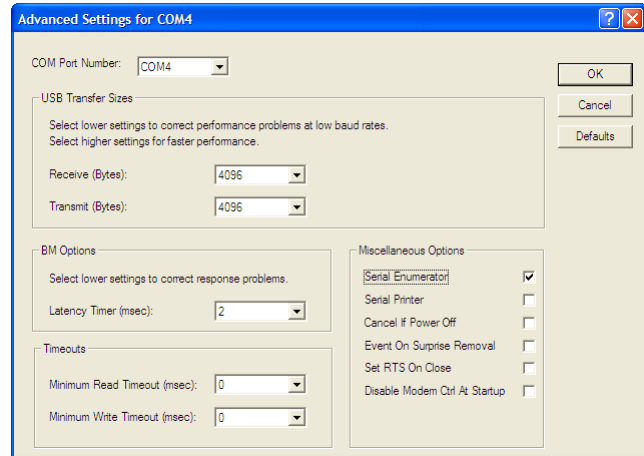 Advanced Settings for COM4
COM Port Number: COM4
OK
Cancel
Defaults
USB Transfer Sizes
Select lower settings to correct performance problems at low baud rates.
Select higher settings for faster performance.
Receive (Bytes): 4096
Transmit (Bytes): 4096
BM Options
Select lower settings to correct response problems.
Latency Timer (msec): 2
Timeouts
Minimum Read Timeout (msec): 0
Minimum Write Timeout (msec): 0
Miscellaneous Options
Serial Enumerator
Serial Printer
Cancel If Power Off
Event On Surprise Removal
Set RTS On Close
Disable Modem Ctrl At Startup